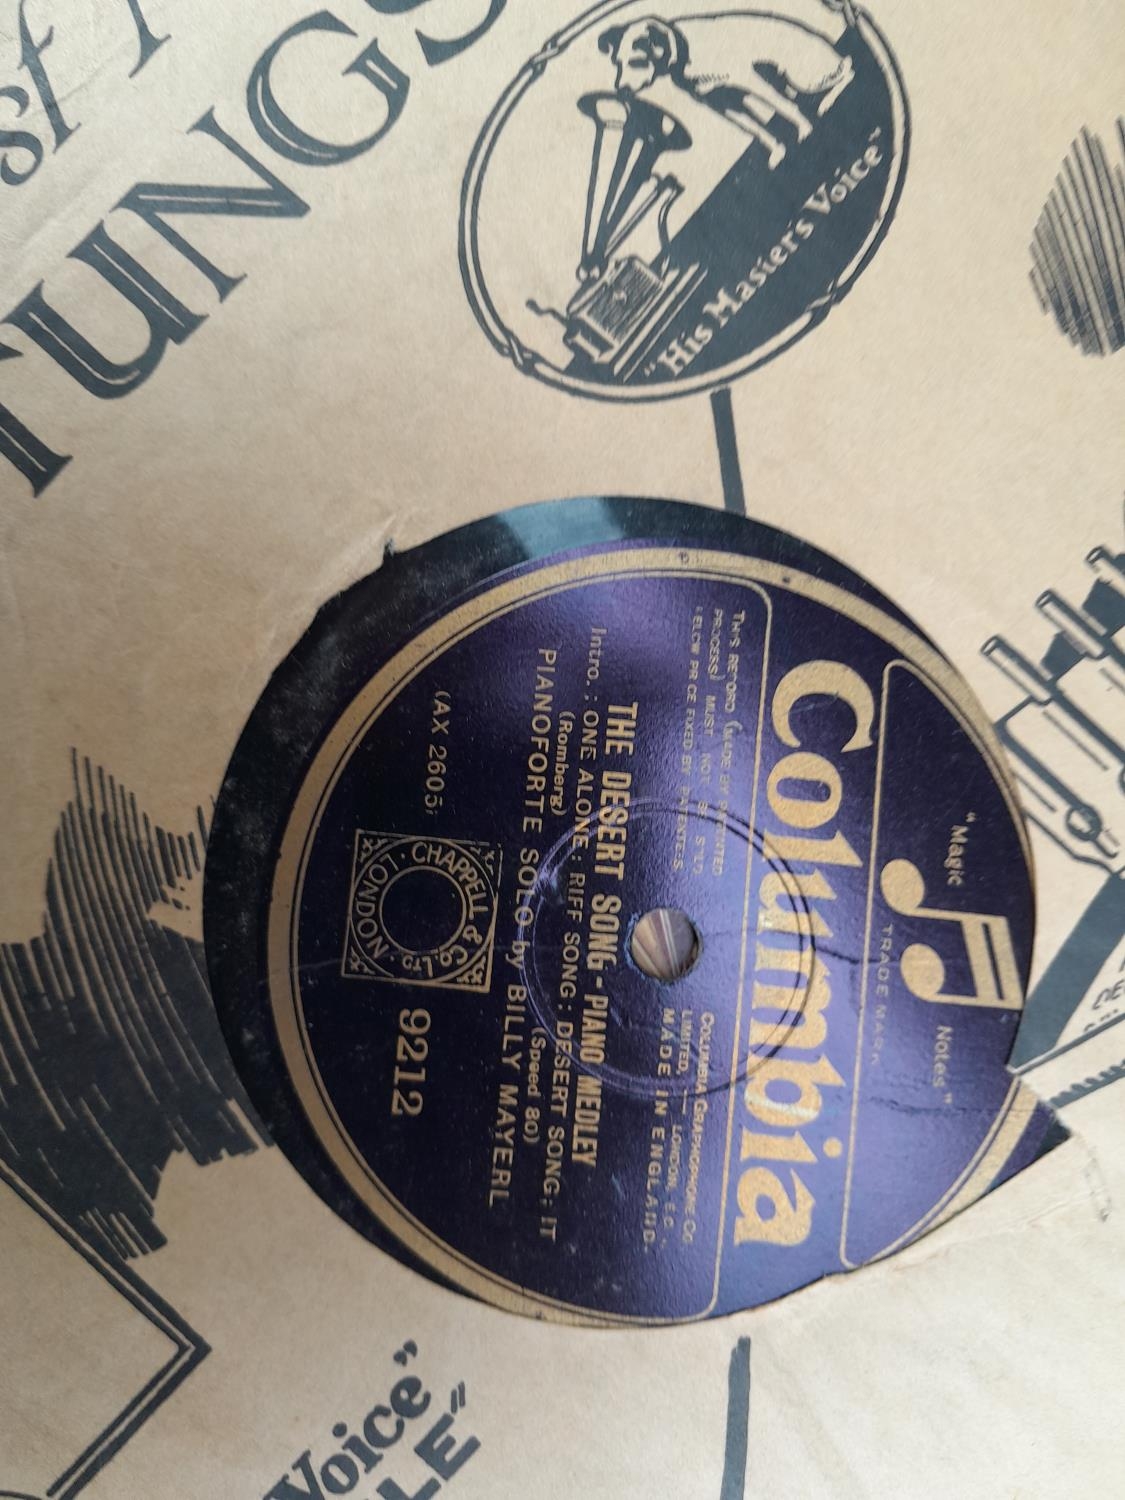 TUNGS
"His Master's Voice"
"Magic Notes"
TRADE MARK
Columbia
THIS RECORD (MADE BY PRINTED
PROCESS) MUST NOT BE SOLD
BELOW PRICE FIXED BY PATENTEES.
COLUMBIA GRAPHOPHONE Co.
LIMITED. — LONDON, E.C.,
MADE IN ENGLAND.
THE DESERT SONG - PIANO MEDLEY
Intro.: ONE ALONE: RIFF SONG: DESERT SONG: IT
(Romberg) (Speed 80)
PIANOFORTE SOLO by BILLY MAYERL
(AX 2605)
CHAPPELL & Co. LTD. LONDON.
9212
Voice"